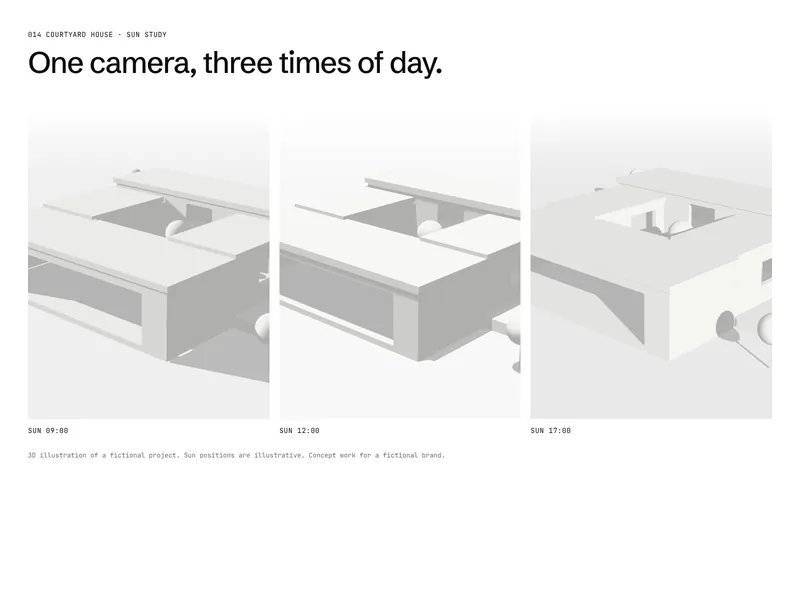 014 COURTYARD HOUSE · SUN STUDY
One camera, three times of day.
SUN 09:00
SUN 12:00
SUN 17:00
3D illustration of a fictional project. Sun positions are illustrative. Concept work for a fictional brand.